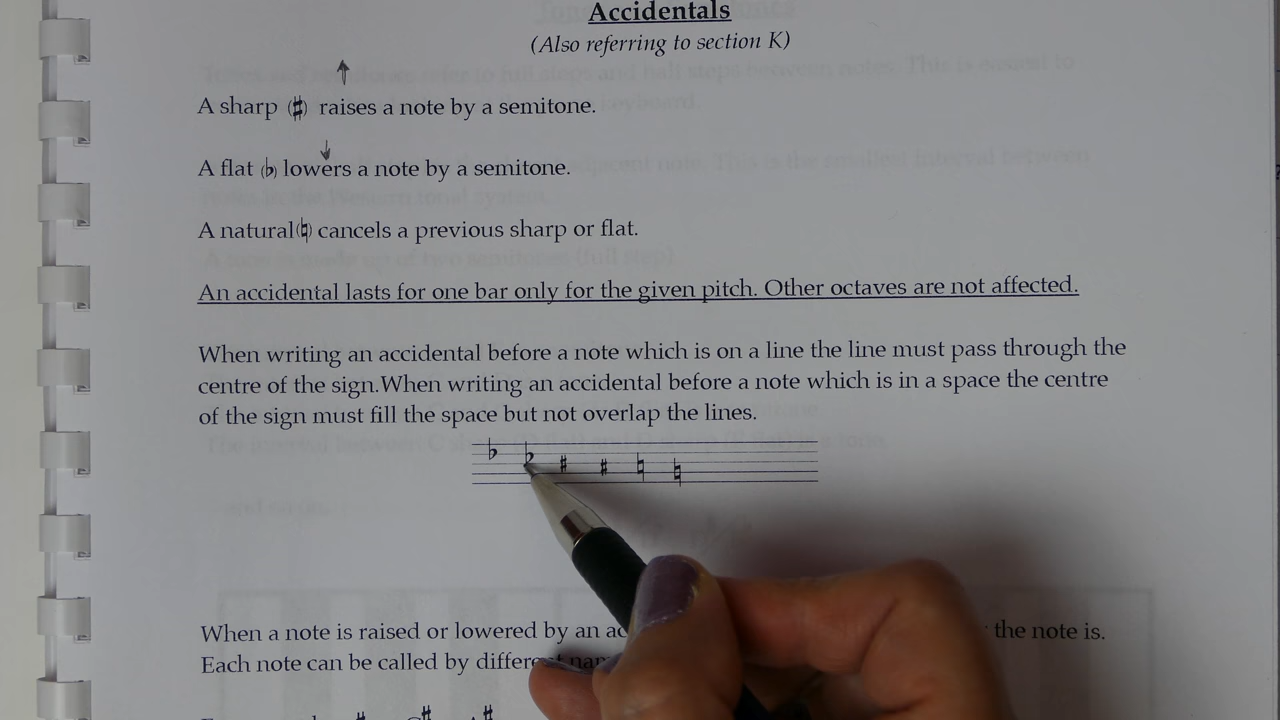 Accidentals
(Also referring to section K)
A sharp (♯) raises a note by a semitone.
A flat (♭) lowers a note by a semitone.
A natural(♮) cancels a previous sharp or flat.
An accidental lasts for one bar only for the given pitch. Other octaves are not affected.
When writing an accidental before a note which is on a line the line must pass through the
centre of the sign.When writing an accidental before a note which is in a space the centre
of the sign must fill the space but not overlap the lines.
When a note is raised or lowered by an the note is.
Each note can be called by different